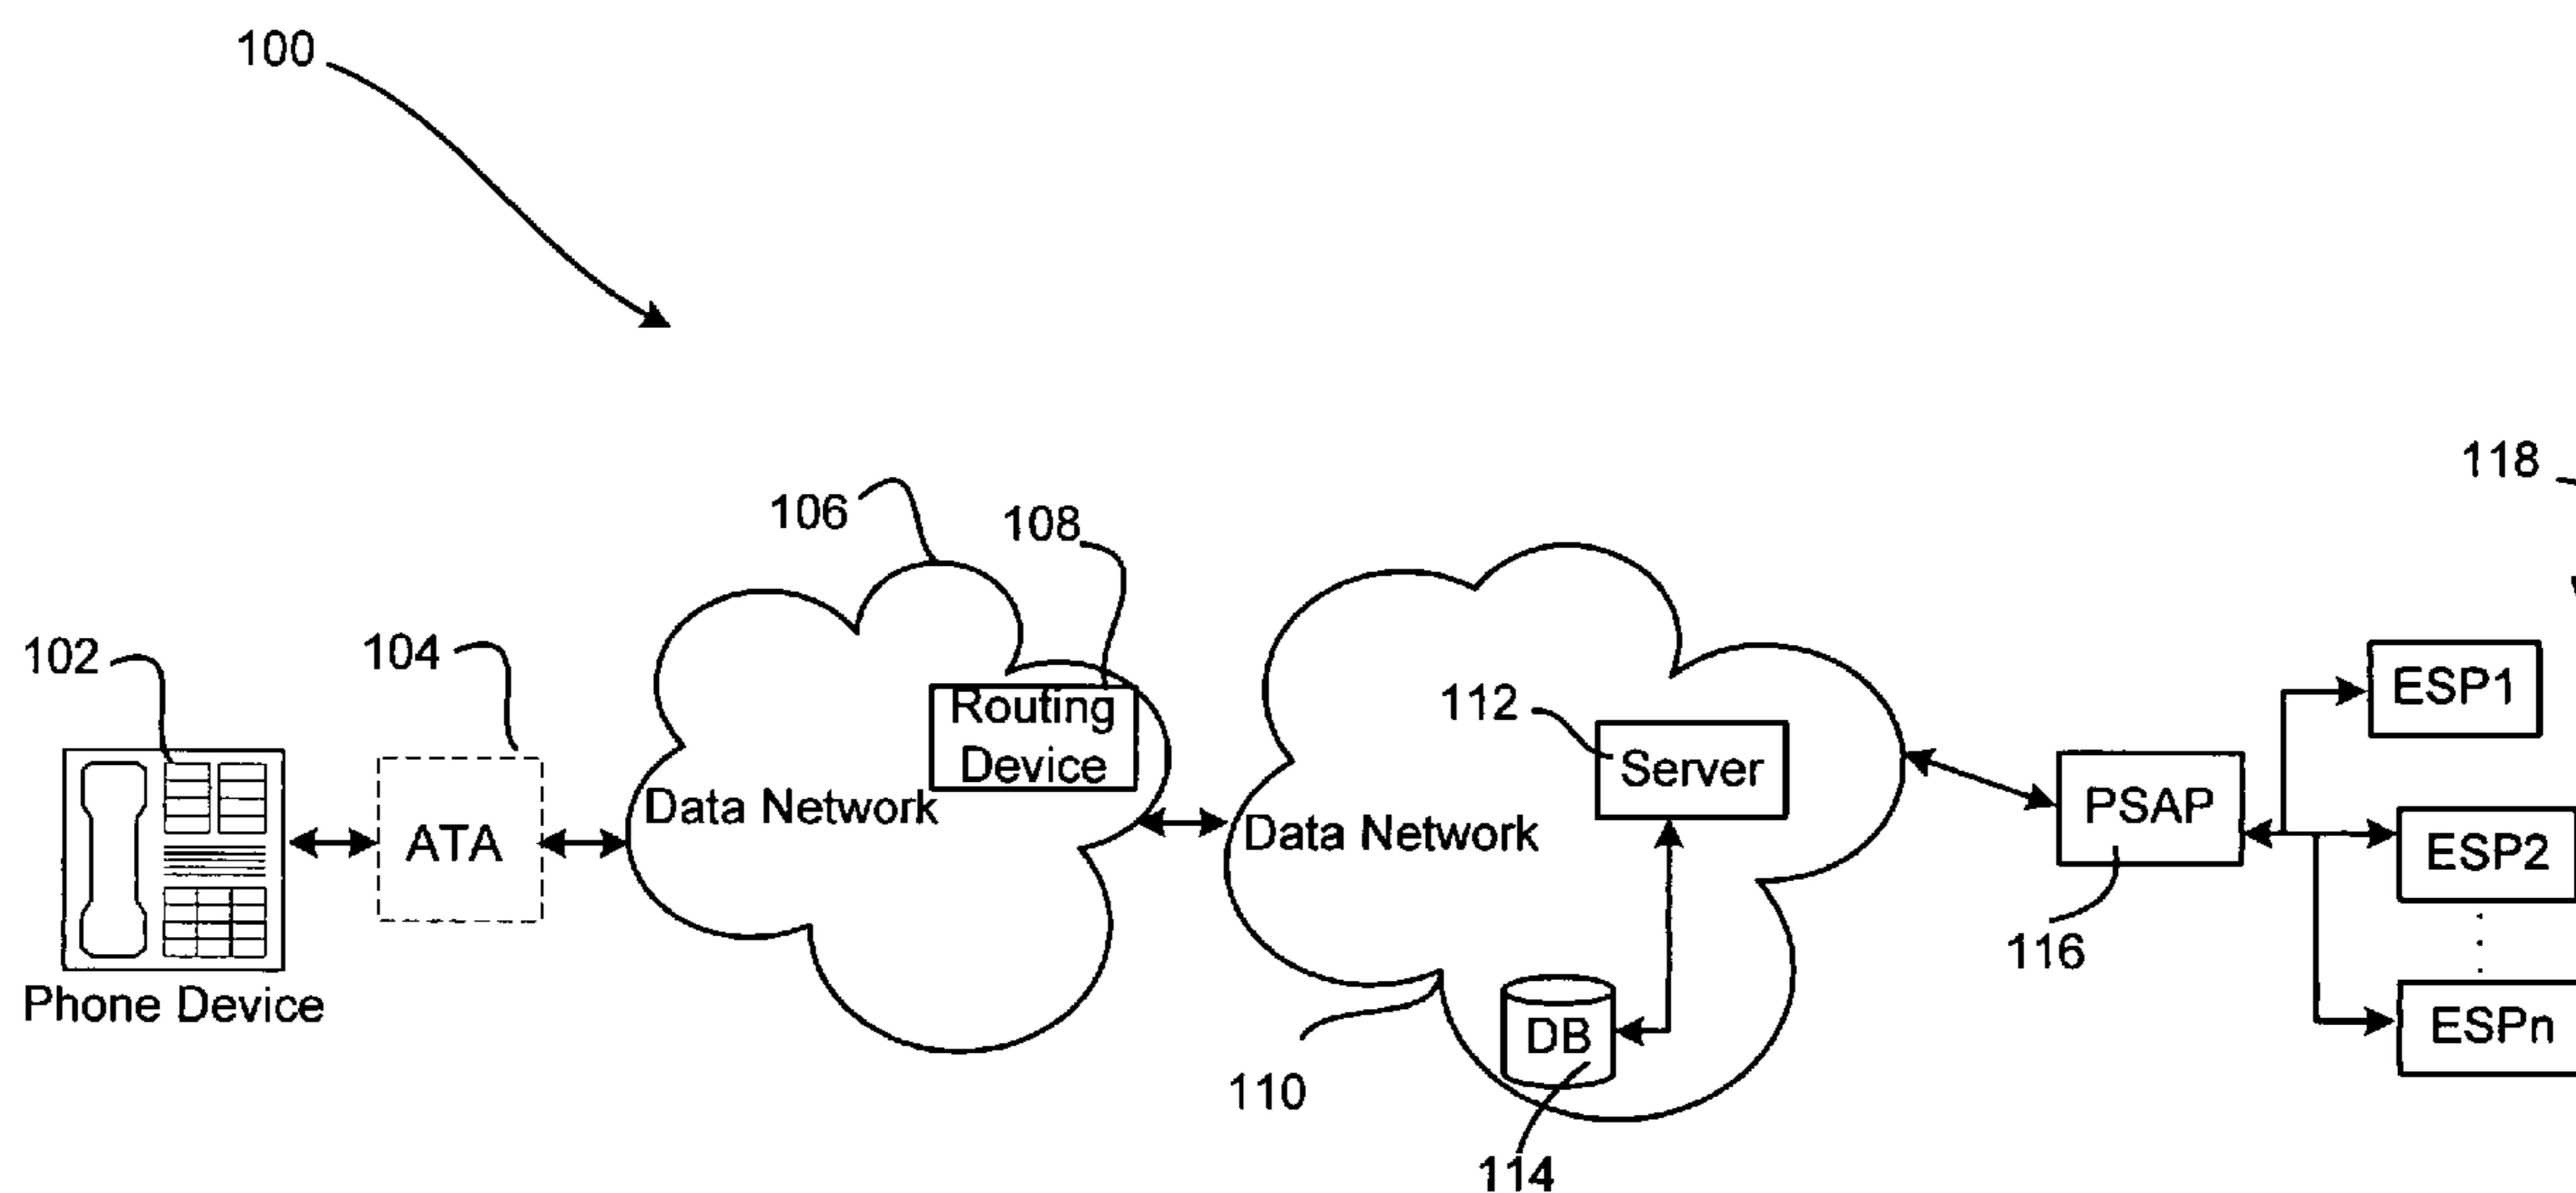 100
118
106
108
102
104
112
Routing
Device
Server
ESP1
Data Network
Data Network
ATA
PSAP
ESP2
116
Phone Device
DB
ESPn
110
114